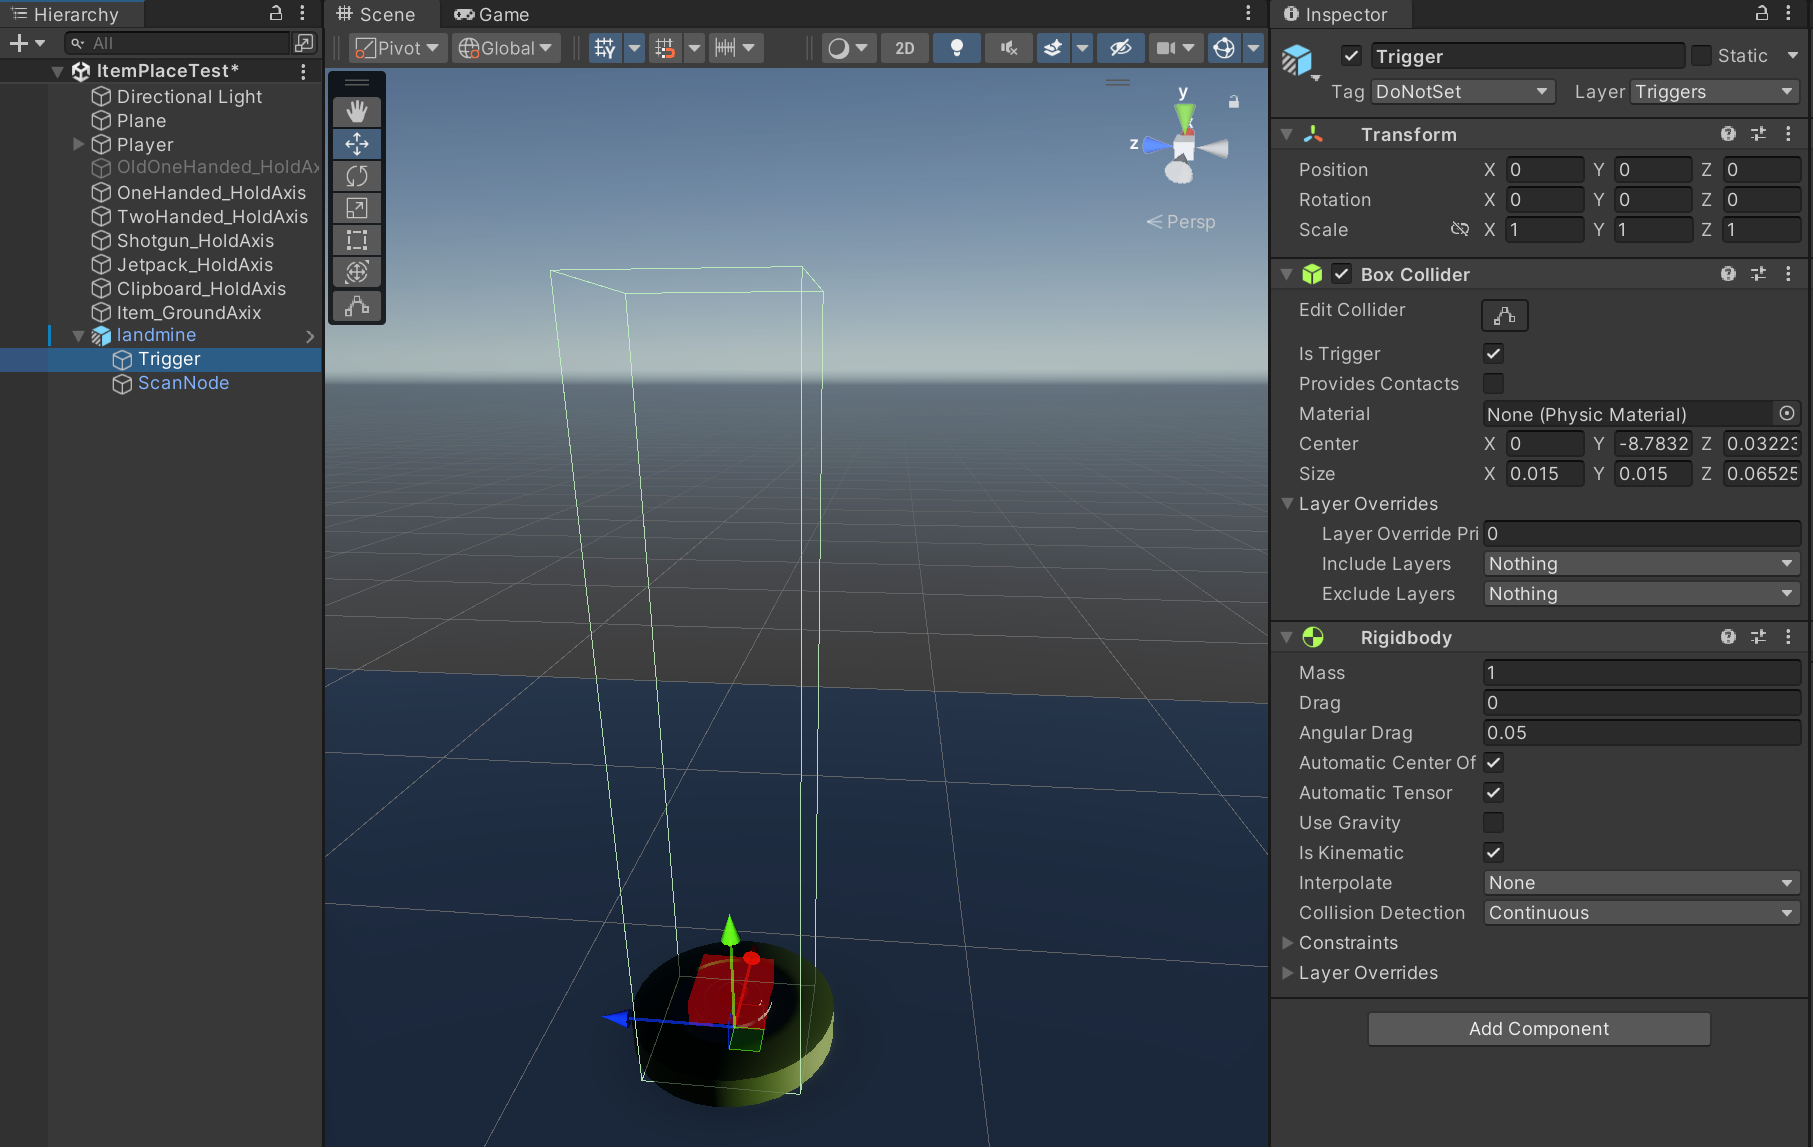 Hierarchy
All
ItemPlaceTest*
Directional Light
Plane
Player
OldOneHanded_HoldAx
OneHanded_HoldAxis
TwoHanded_HoldAxis
Shotgun_HoldAxis
Jetpack_HoldAxis
Clipboard_HoldAxis
Item_GroundAxix
landmine
Trigger
ScanNode
Scene
Game
Pivot
Global
2D
y
x
z
Persp
Inspector
Trigger
Static
Tag DoNotSet Layer Triggers
Transform
Position X 0 Y 0 Z 0
Rotation X 0 Y 0 Z 0
Scale X 1 Y 1 Z 1
Box Collider
Edit Collider
Is Trigger
Provides Contacts
Material None (Physic Material)
Center X 0 Y -8.7832 Z 0.03223
Size X 0.015 Y 0.015 Z 0.06525
Layer Overrides
Layer Override Pri 0
Include Layers Nothing
Exclude Layers Nothing
Rigidbody
Mass 1
Drag 0
Angular Drag 0.05
Automatic Center Of
Automatic Tensor
Use Gravity
Is Kinematic
Interpolate None
Collision Detection Continuous
Constraints
Layer Overrides
Add Component